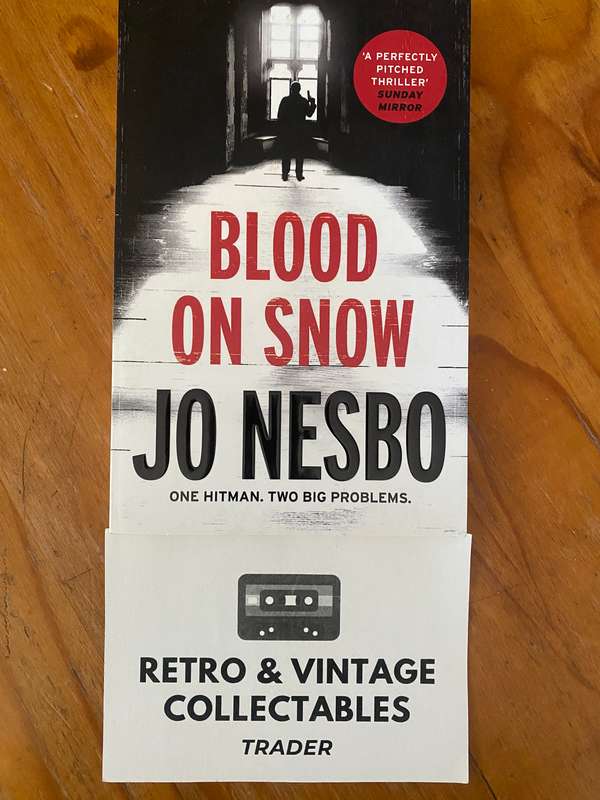 'A PERFECTLY
PITCHED
THRILLER'
SUNDAY
MIRROR
BLOOD
ON SNOW
JO NESBO
ONE HITMAN. TWO BIG PROBLEMS.
RETRO & VINTAGE
COLLECTABLES
TRADER